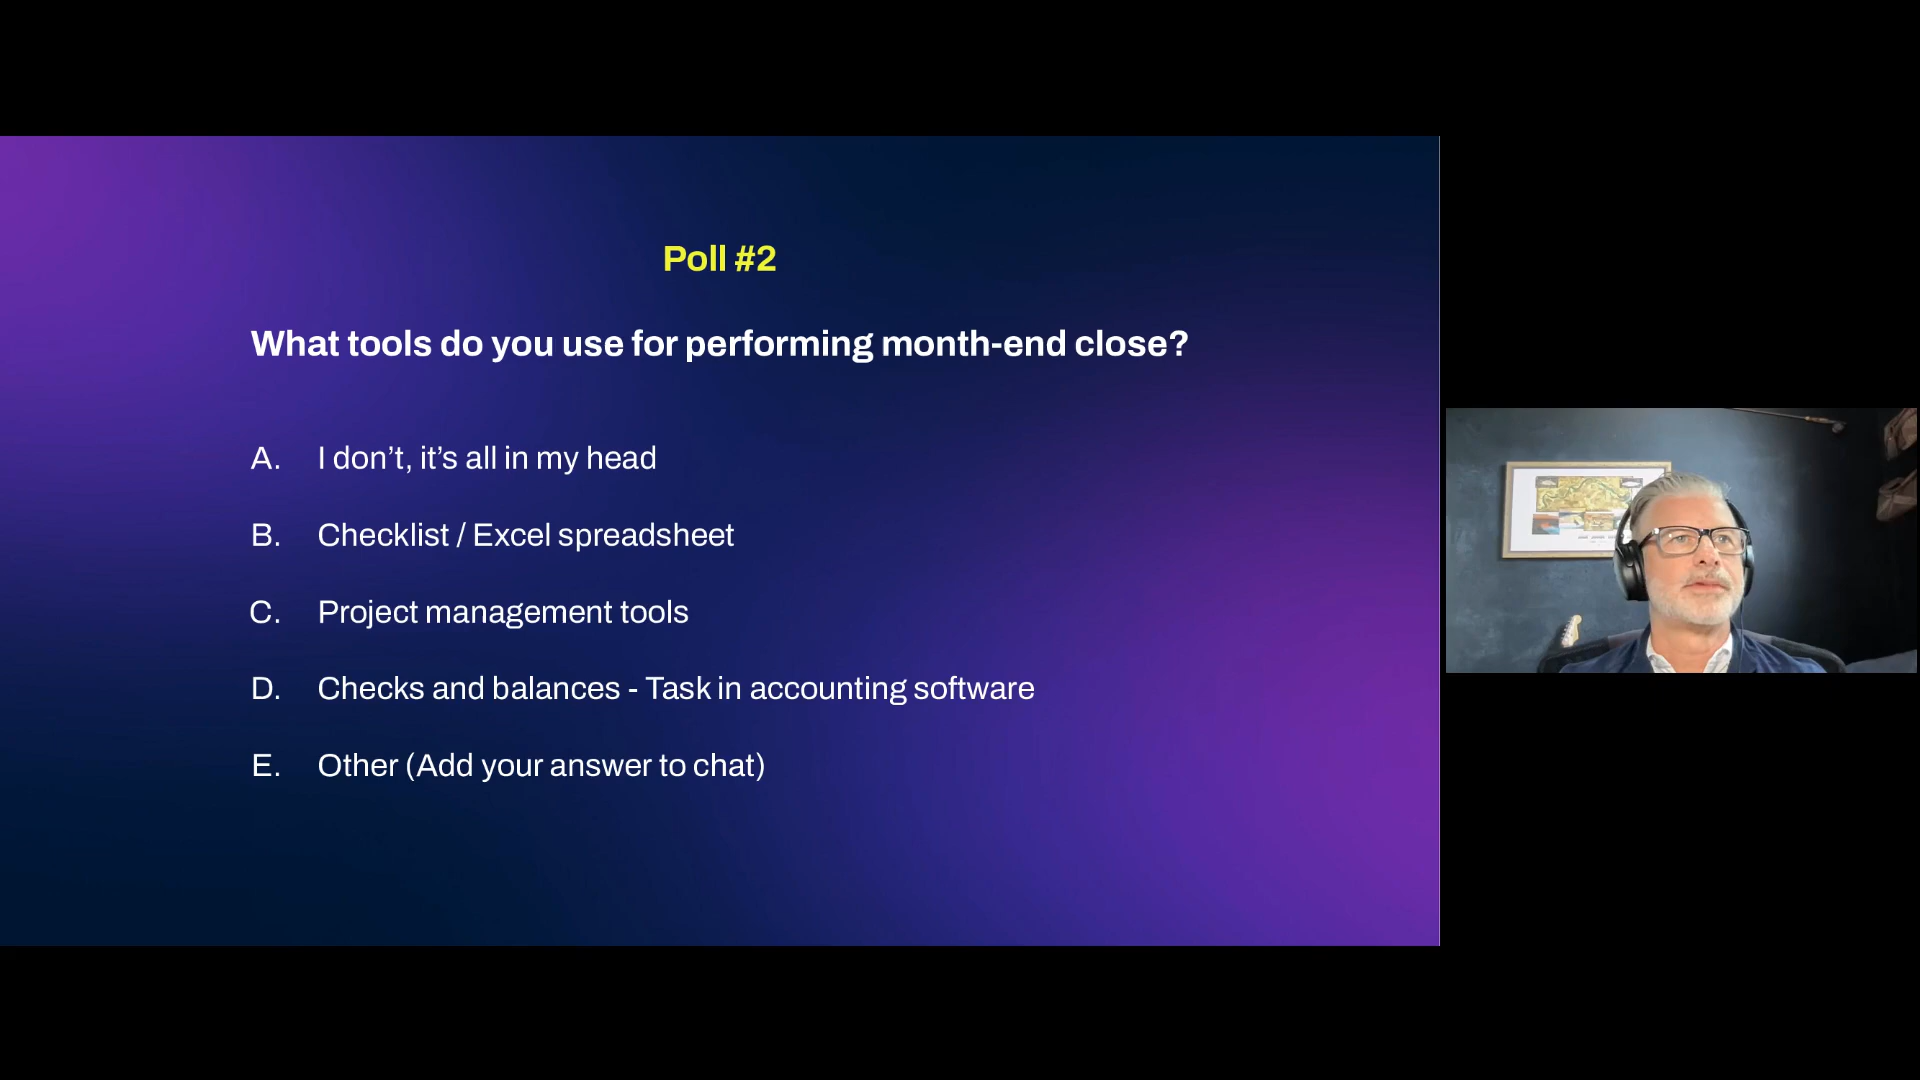 Poll #2
What tools do you use for performing month-end close?
A. I don’t, it’s all in my head
B. Checklist / Excel spreadsheet
C. Project management tools
D. Checks and balances - Task in accounting software
E. Other (Add your answer to chat)